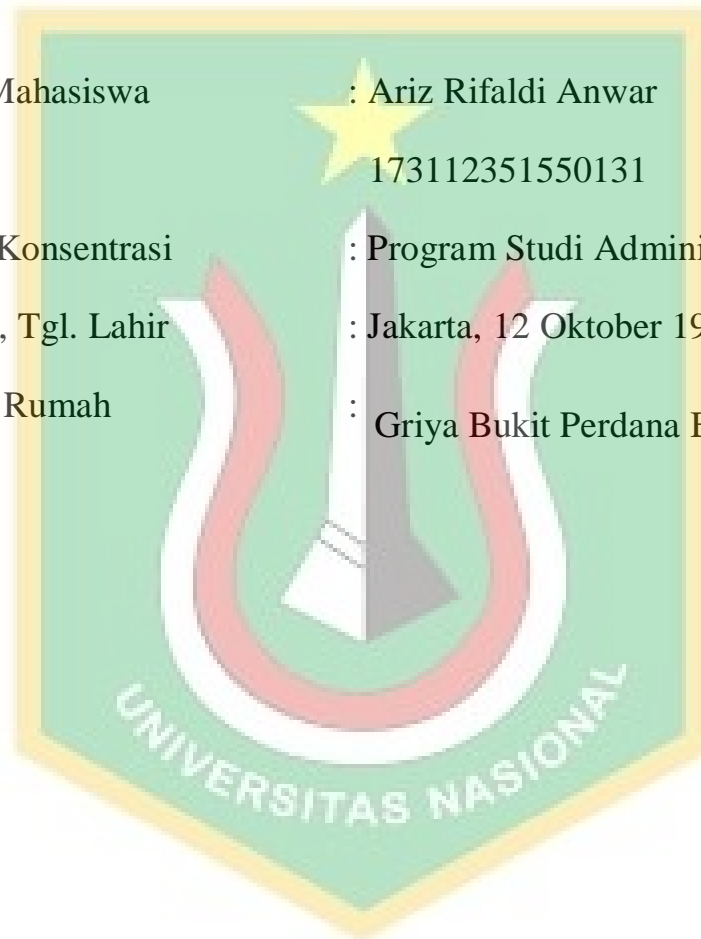 Mahasiswa : Ariz Rifaldi Anwar
173112351550131
Konsentrasi : Program Studi Admini
, Tgl. Lahir : Jakarta, 12 Oktober 19
Rumah : Griya Bukit Perdana
UNIVERSITAS NASIONAL